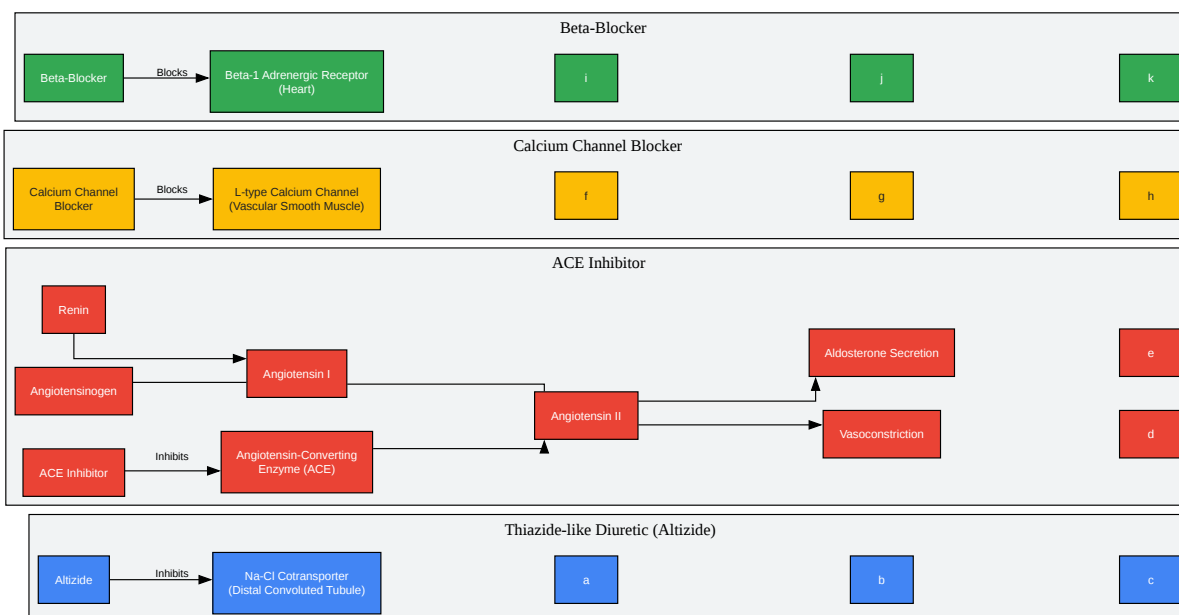 Beta-Blocker
Beta-Blocker
Blocks
Beta-1 Adrenergic Receptor
(Heart)
i
j
k
Calcium Channel Blocker
Calcium Channel
Blocker
Blocks
L-type Calcium Channel
(Vascular Smooth Muscle)
f
g
h
ACE Inhibitor
Renin
Angiotensinogen
Angiotensin I
Angiotensin II
Aldosterone Secretion
e
Vasoconstriction
d
ACE Inhibitor
Inhibits
Angiotensin-Converting
Enzyme (ACE)
Thiazide-like Diuretic (Altizide)
Altizide
Inhibits
Na-Cl Cotransporter
(Distal Convoluted Tubule)
a
b
c